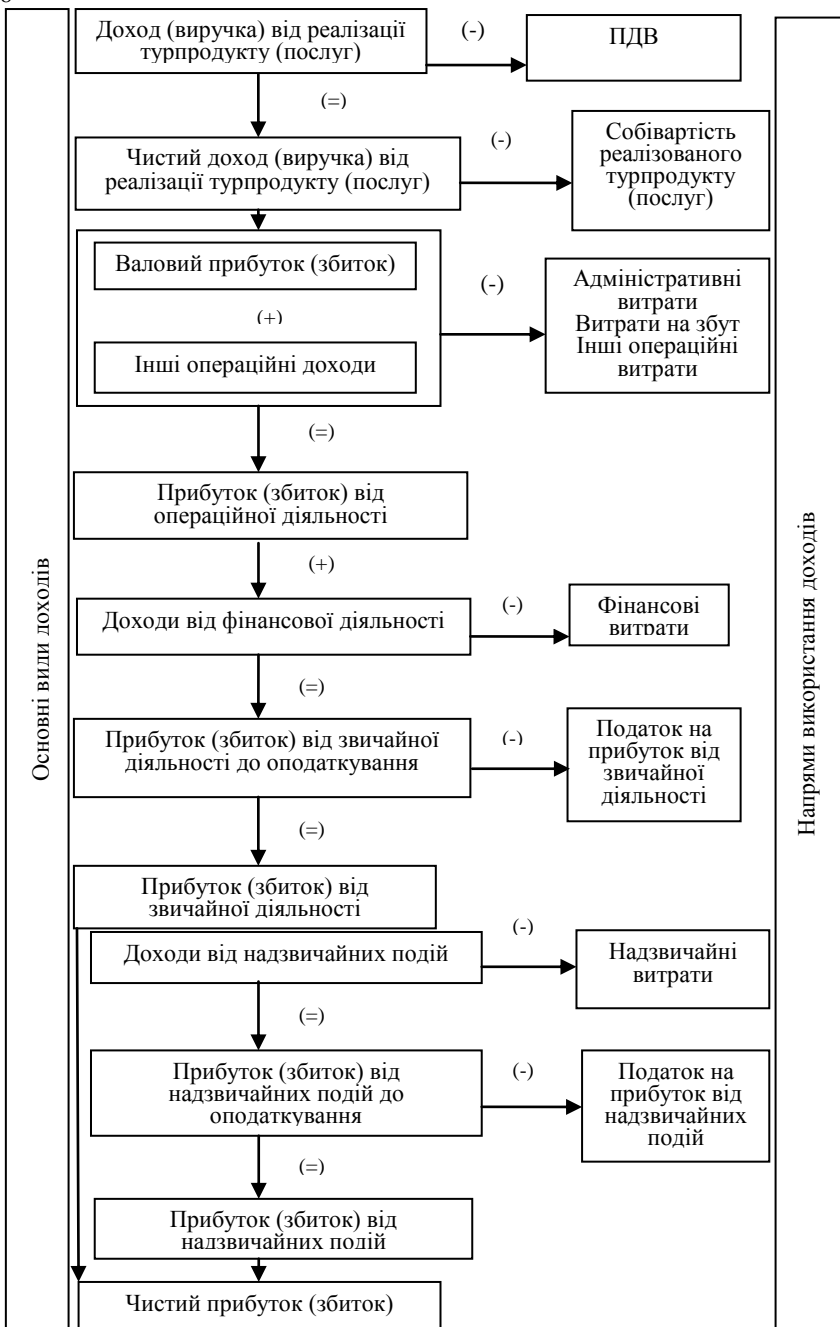 Доход (виручка) від реалізації
турпродукту (послуг)
(-)
ПДВ
(=)
Чистий доход (виручка) від
реалізації турпродукту (послуг)
(-)
Собівартість
реалізованого
турпродукту
(послуг)
Валовий прибуток (збиток)
(+)
Інші операційні доходи
(-)
Адміністративні
витрати
Витрати на збут
Інші операційні
витрати
(=)
Прибуток (збиток) від
операційної діяльності
(+)
Доходи від фінансової діяльності
(-)
Фінансові
витрати
(=)
Прибуток (збиток) від звичайної
діяльності до оподаткування
(-)
Податок на
прибуток від
звичайної
діяльності
(=)
Прибуток (збиток) від
звичайної діяльності
Доходи від надзвичайних подій
(-)
Надзвичайні
витрати
(=)
Прибуток (збиток) від
надзвичайних подій до
оподаткування
(-)
Податок на
прибуток від
надзвичайних
подій
(=)
Прибуток (збиток) від
надзвичайних подій
Чистий прибуток (збиток)
Основні види доходів
Напрями використання доходів